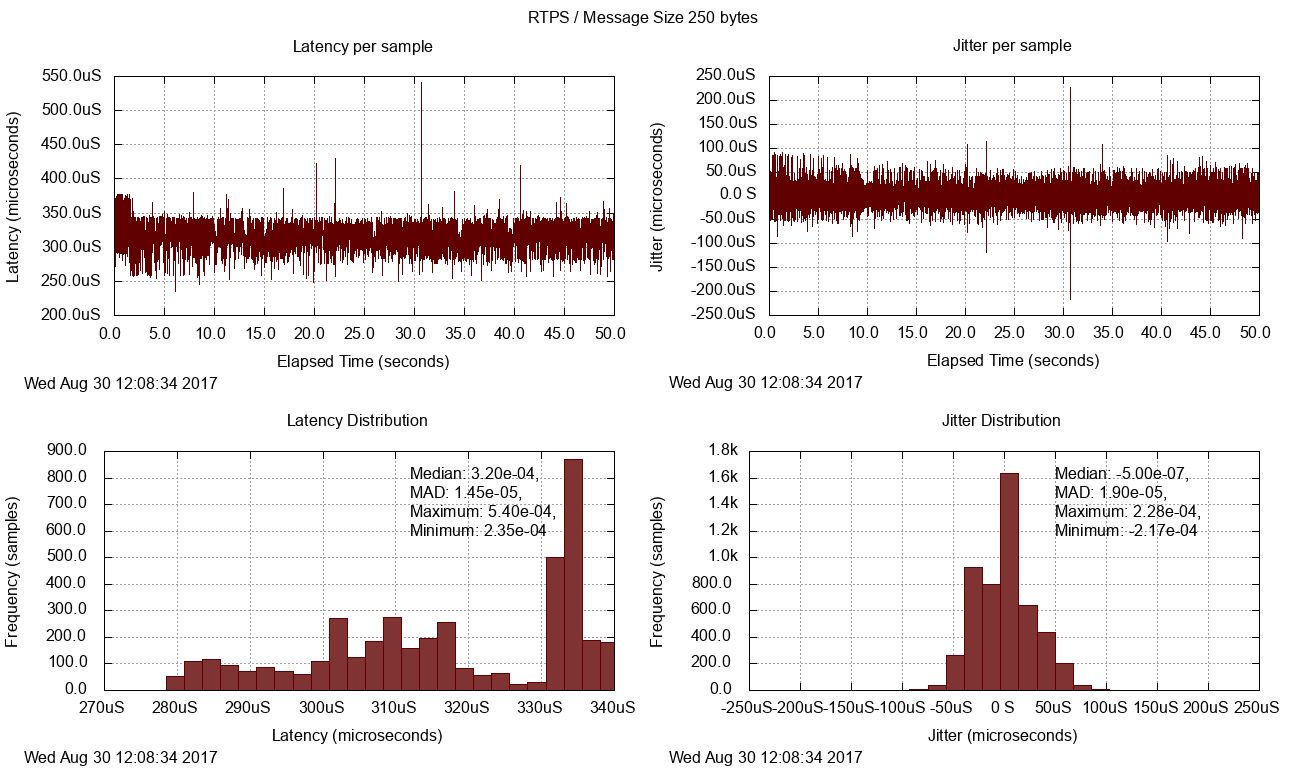 RTPS / Message Size 250 bytes
Latency per sample
Latency (microseconds)
550.0uS
500.0uS
450.0uS
400.0uS
350.0uS
300.0uS
250.0uS
200.0uS
0.0 5.0 10.0 15.0 20.0 25.0 30.0 35.0 40.0 45.0 50.0
Elapsed Time (seconds)
Wed Aug 30 12:08:34 2017
Jitter per sample
Jitter (microseconds)
250.0uS
200.0uS
150.0uS
100.0uS
50.0uS
0.0 S
-50.0uS
-100.0uS
-150.0uS
-200.0uS
-250.0uS
0.0 5.0 10.0 15.0 20.0 25.0 30.0 35.0 40.0 45.0 50.0
Elapsed Time (seconds)
Wed Aug 30 12:08:34 2017
Latency Distribution
Frequency (samples)
900.0
800.0
700.0
600.0
500.0
400.0
300.0
200.0
100.0
0.0
Median: 3.20e-04,
MAD: 1.45e-05,
Maximum: 5.40e-04,
Minimum: 2.35e-04
270uS 280uS 290uS 300uS 310uS 320uS 330uS 340uS
Latency (microseconds)
Wed Aug 30 12:08:34 2017
Jitter Distribution
Frequency (samples)
1.8k
1.6k
1.4k
1.2k
1.0k
800.0
600.0
400.0
200.0
0.0
Median: -5.00e-07,
MAD: 1.90e-05,
Maximum: 2.28e-04,
Minimum: -2.17e-04
-250uS -200uS -150uS -100uS -50uS 0 S 50uS 100uS 150uS 200uS 250uS
Jitter (microseconds)
Wed Aug 30 12:08:34 2017